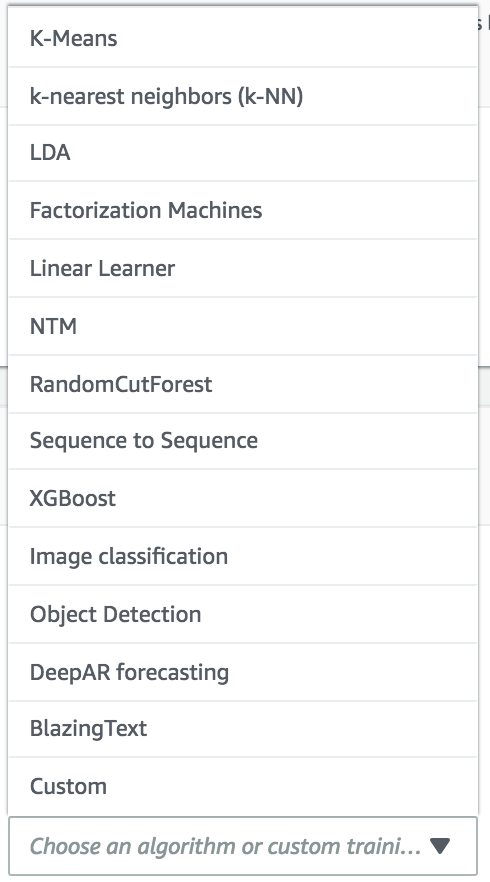 K-Means
k-nearest neighbors (k-NN)
LDA
Factorization Machines
Linear Learner
NTM
RandomCutForest
Sequence to Sequence
XGBoost
Image classification
Object Detection
DeepAR forecasting
BlazingText
Custom
Choose an algorithm or custom traini...